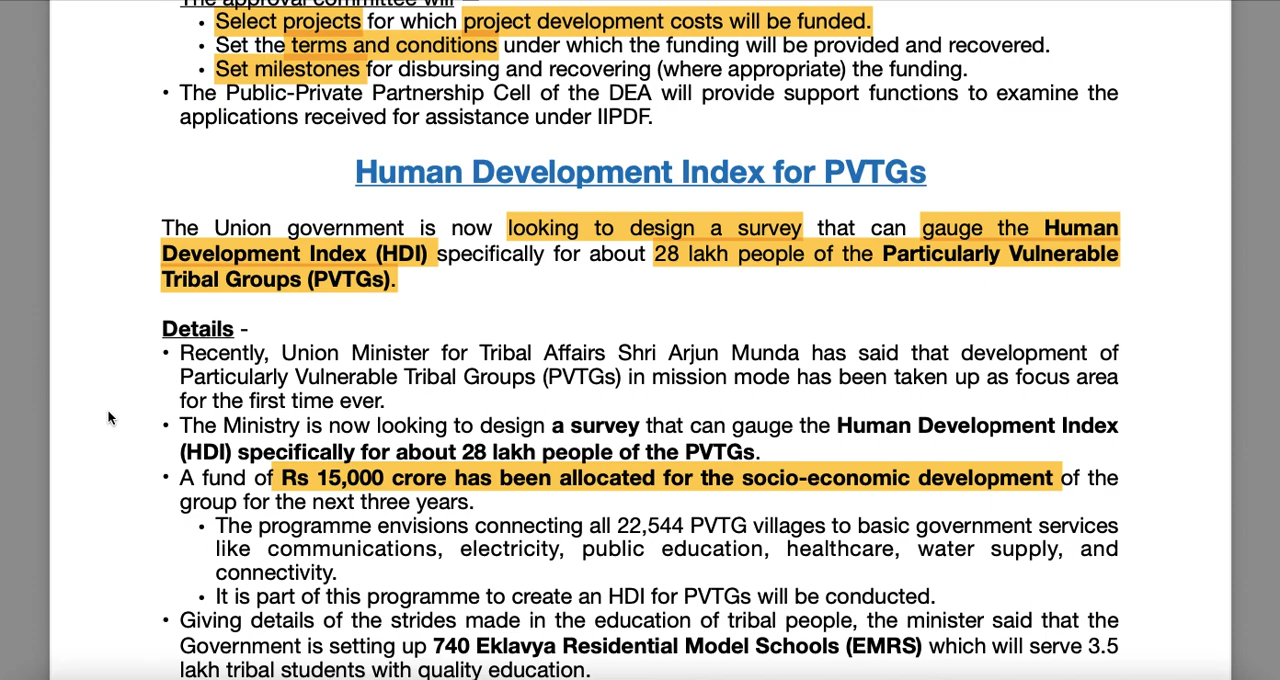 The approval committee will –
• Select projects for which project development costs will be funded.
• Set the terms and conditions under which the funding will be provided and recovered.
• Set milestones for disbursing and recovering (where appropriate) the funding.
• The Public-Private Partnership Cell of the DEA will provide support functions to examine the
applications received for assistance under IIPDF.
Human Development Index for PVTGs
The Union government is now looking to design a survey that can gauge the Human
Development Index (HDI) specifically for about 28 lakh people of the Particularly Vulnerable
Tribal Groups (PVTGs).
Details -
• Recently, Union Minister for Tribal Affairs Shri Arjun Munda has said that development of
Particularly Vulnerable Tribal Groups (PVTGs) in mission mode has been taken up as focus area
for the first time ever.
• The Ministry is now looking to design a survey that can gauge the Human Development Index
(HDI) specifically for about 28 lakh people of the PVTGs.
• A fund of Rs 15,000 crore has been allocated for the socio-economic development of the
group for the next three years.
• The programme envisions connecting all 22,544 PVTG villages to basic government services
like communications, electricity, public education, healthcare, water supply, and
connectivity.
• It is part of this programme to create an HDI for PVTGs will be conducted.
• Giving details of the strides made in the education of tribal people, the minister said that the
Government is setting up 740 Eklavya Residential Model Schools (EMRS) which will serve 3.5
lakh tribal students with quality education.